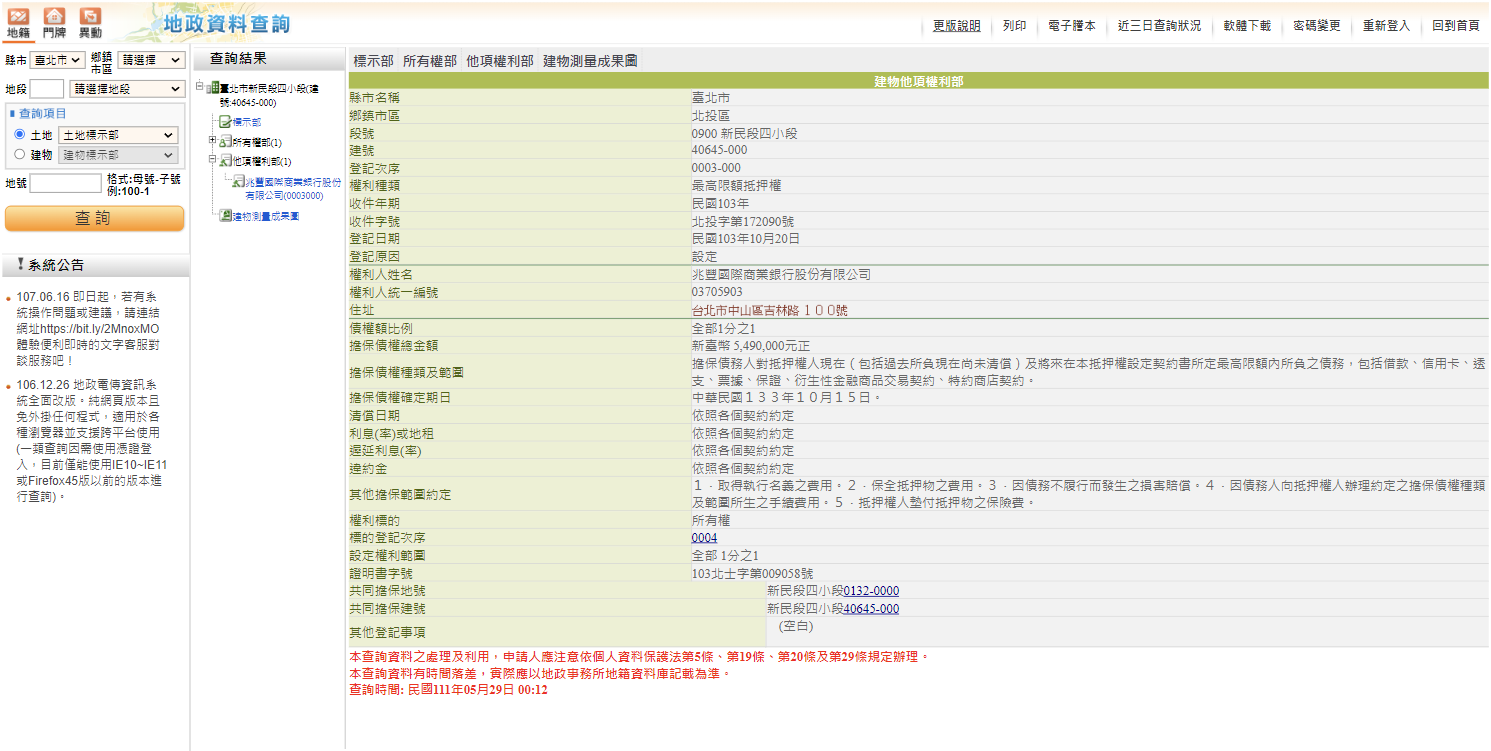 地籍 門牌 異動
地政資料查詢
更版說明 列印 電子謄本 近三日查詢狀況 軟體下載 密碼變更 重新登入 回到首頁
縣市 臺北市 鄉鎮市區 請選擇
地段 請選擇地段
查詢項目
土地 土地標示部
建物 建物標示部
地號 格式:母號-子號
例:100-1
查 詢
系統公告
107.06.16 即日起，若有系
統操作問題或建議，請連結
網址https://bit.ly/2MnoxMO
體驗便利即時的文字客服對
談服務吧！
106.12.26 地政電傳資訊系
統全面改版。純網頁版本且
免外掛任何程式，適用於各
種瀏覽器並支援跨平台使用
(一類查詢因需使用憑證登
入，目前僅能使用IE10~IE11
或Firefox45版以前的版本進
行查詢)。
查詢結果
臺北市新民段四小段(建
號:40645-000)
標示部
所有權部(1)
他項權利部(1)
兆豐國際商業銀行股份
有限公司(0003000)
建物測量成果圖
標示部 所有權部 他項權利部 建物測量成果圖
建物他項權利部
縣市名稱 臺北市
鄉鎮市區 北投區
段號 0900 新民段四小段
建號 40645-000
登記次序 0003-000
權利種類 最高限額抵押權
收件年期 民國103年
收件字號 北投字第172090號
登記日期 民國103年10月20日
登記原因 設定
權利人姓名 兆豐國際商業銀行股份有限公司
權利人統一編號 03705903
住址 台北市中山區吉林路１００號
債權額比例 全部1分之1
擔保債權總金額 新臺幣 5,490,000元正
擔保債權種類及範圍 擔保債務人對抵押權人現在（包括過去所負現在尚未清償）及將來在本抵押權設定契約書所定最高限額內所負之債務，包括借款、信用卡、透
支、票據、保證、衍生性金融商品交易契約、特約商店契約。
擔保債權確定期日 中華民國１３３年１０月１５日。
清償日期 依照各個契約約定
利息(率)或地租 依照各個契約約定
遲延利息(率) 依照各個契約約定
違約金 依照各個契約約定
其他擔保範圍約定 １．取得執行名義之費用。２．保全抵押物之費用。３．因債務不履行而發生之損害賠償。４．因債務人向抵押權人辦理約定之擔保債權種類
及範圍所生之手續費用。５．抵押權人墊付抵押物之保險費。
權利標的 所有權
標的登記次序 0004
設定權利範圍 全部 1分之1
證明書字號 103北士字第009058號
共同擔保地號 新民段四小段0132-0000
共同擔保建號 新民段四小段40645-000
其他登記事項 (空白)
本查詢資料之處理及利用，申請人應注意依個人資料保護法第5條、第19條、第20條及第29條規定辦理。
本查詢資料有時間落差，實際應以地政事務所地籍資料庫記載為準。
查詢時間: 民國111年05月29日 00:12